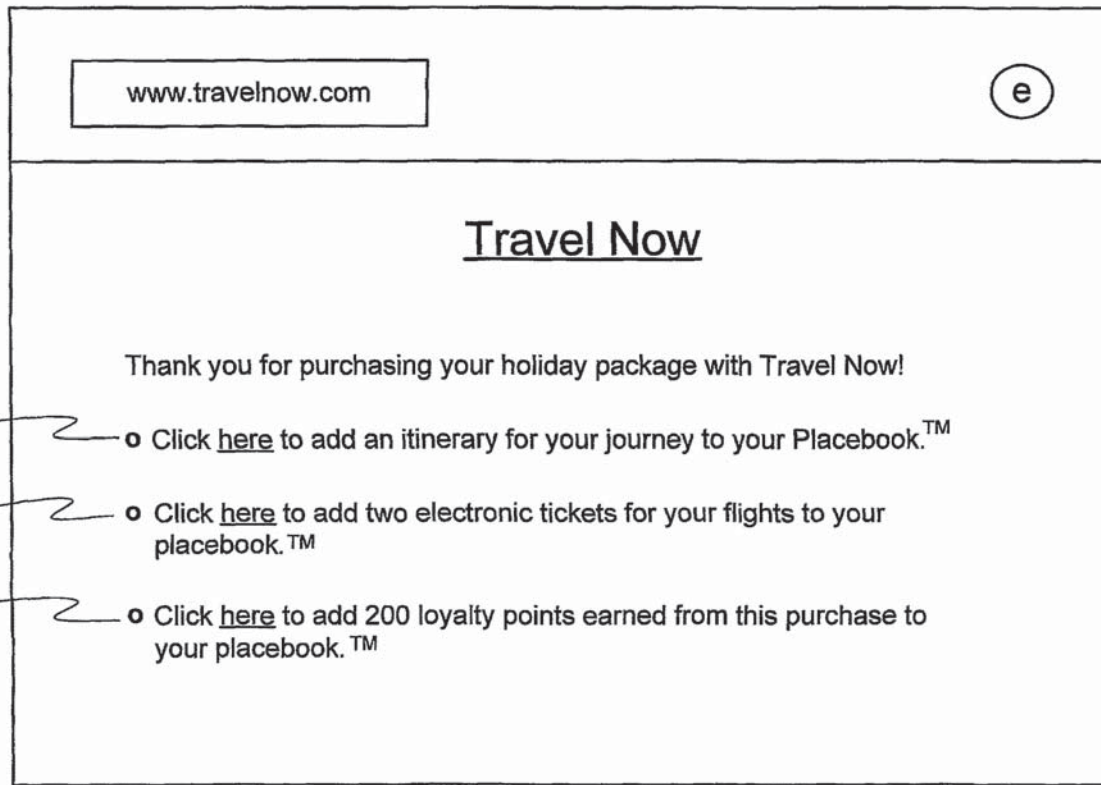 www.travelnow.com
e
Travel Now
Thank you for purchasing your holiday package with Travel Now!
o Click here to add an itinerary for your journey to your Placebook.™
o Click here to add two electronic tickets for your flights to your
placebook.™
o Click here to add 200 loyalty points earned from this purchase to
your placebook.™